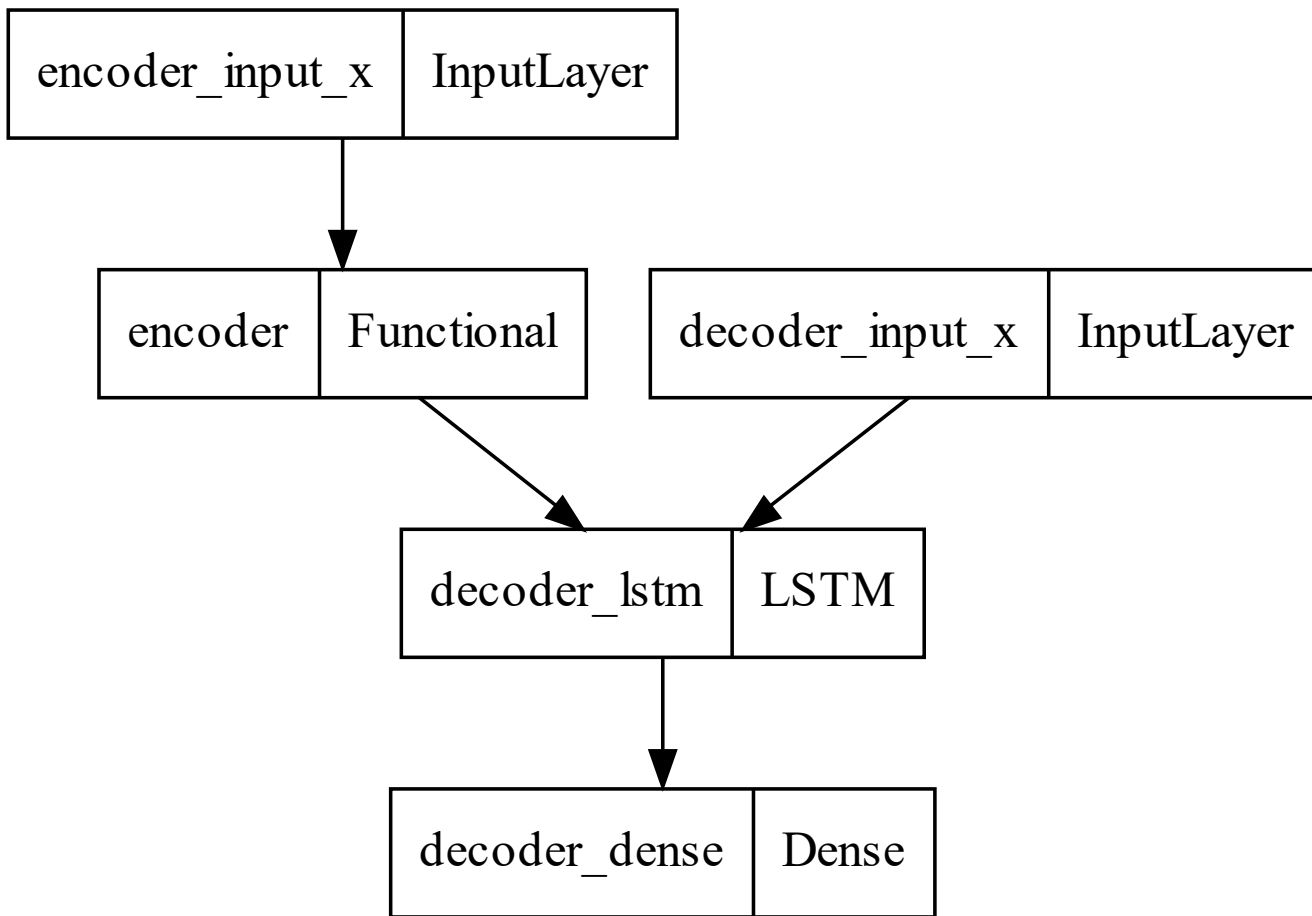 encoder_input_x InputLayer
encoder Functional decoder_input_x InputLayer
decoder_lstm LSTM
decoder_dense Dense